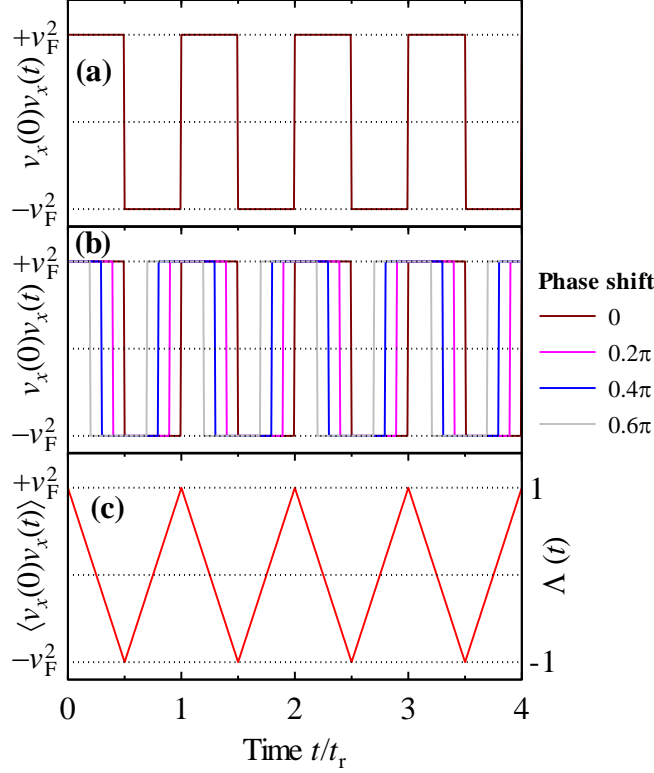 +v_F^2
(a)
v_x(0)v_x(t)
−v_F^2
+v_F^2
(b)
v_x(0)v_x(t)
−v_F^2
Phase shift
0
0.2π
0.4π
0.6π
+v_F^2
(c)
1
⟨v_x(0)v_x(t)⟩
Λ (t)
−v_F^2
-1
0 1 2 3 4
Time t/t_r